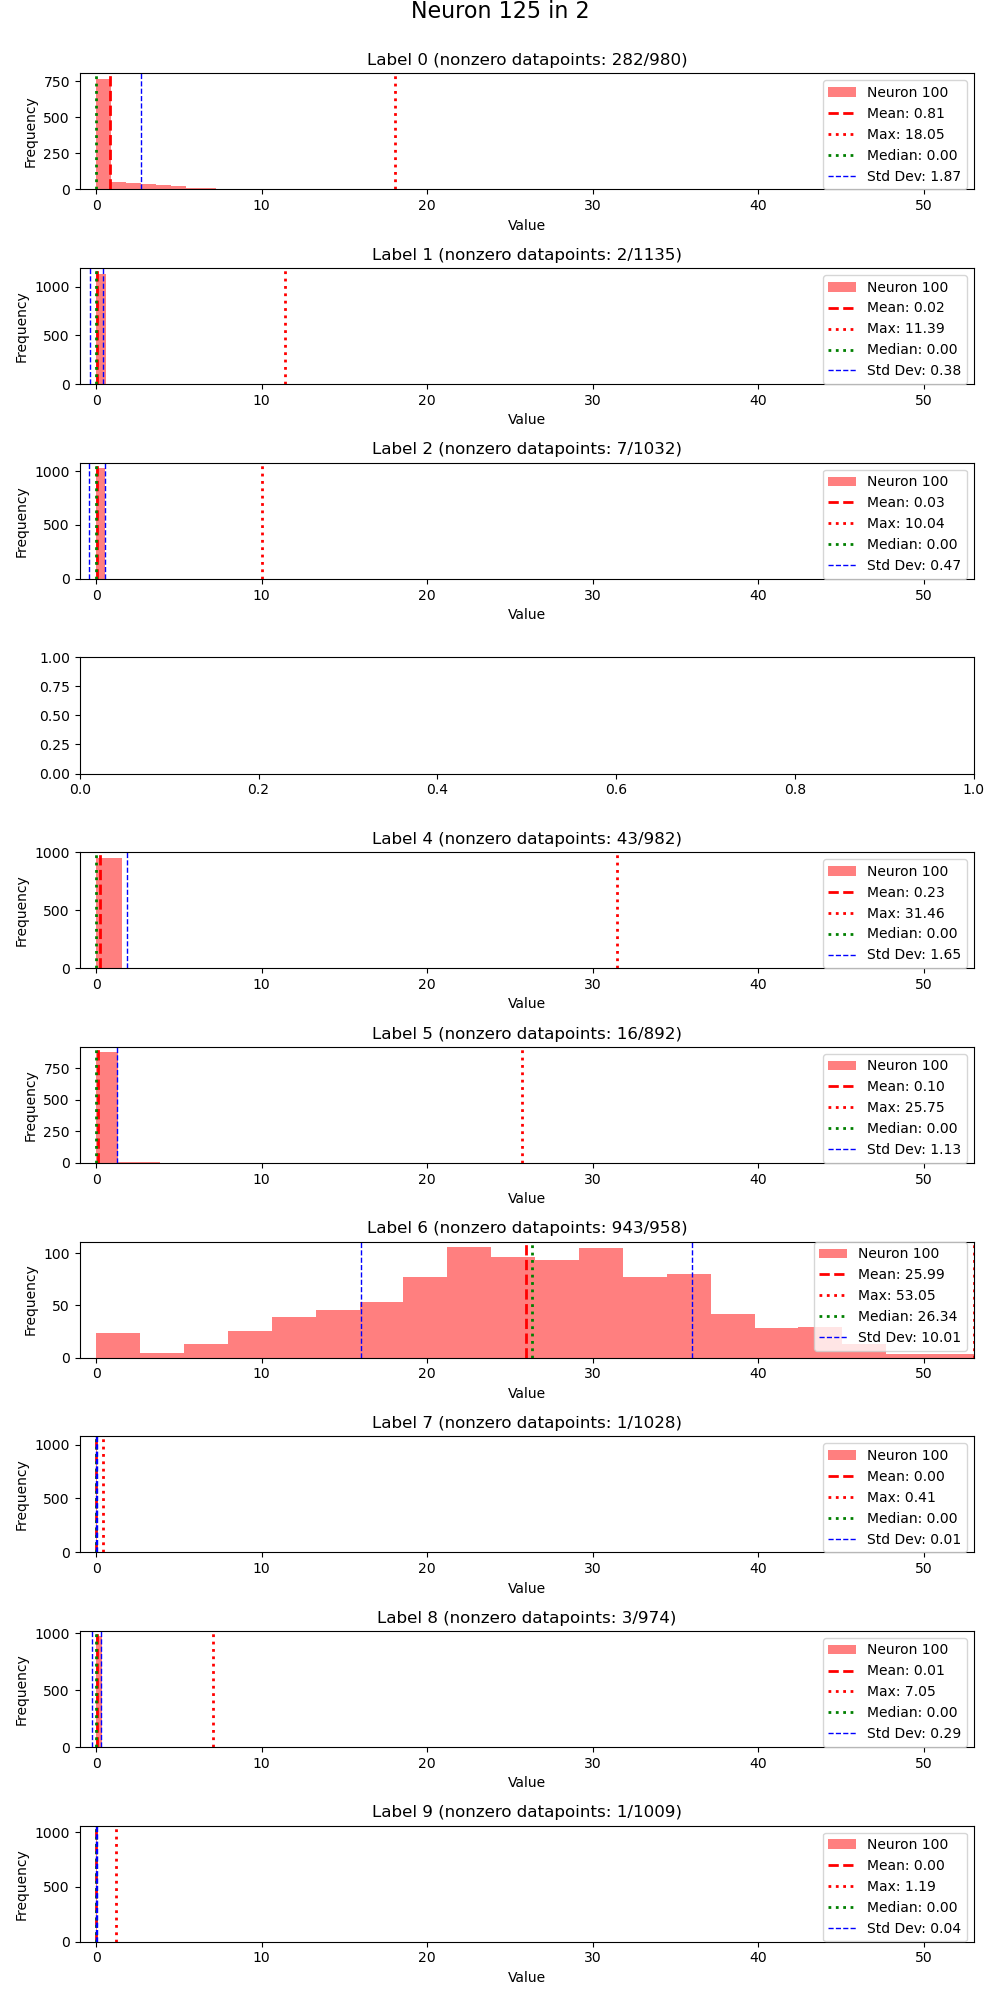 Neuron 125 in 2
Label 0 (nonzero datapoints: 282/980)
Frequency
750
500
250
0
Neuron 100
Mean: 0.81
Max: 18.05
Median: 0.00
Std Dev: 1.87
0 10 20 30 40 50
Value
Label 1 (nonzero datapoints: 2/1135)
Frequency
1000
500
0
Neuron 100
Mean: 0.02
Max: 11.39
Median: 0.00
Std Dev: 0.38
0 10 20 30 40 50
Value
Label 2 (nonzero datapoints: 7/1032)
Frequency
1000
500
0
Neuron 100
Mean: 0.03
Max: 10.04
Median: 0.00
Std Dev: 0.47
0 10 20 30 40 50
Value
1.00
0.75
0.50
0.25
0.00
0.0 0.2 0.4 0.6 0.8 1.0
Label 4 (nonzero datapoints: 43/982)
Frequency
1000
500
0
Neuron 100
Mean: 0.23
Max: 31.46
Median: 0.00
Std Dev: 1.65
0 10 20 30 40 50
Value
Label 5 (nonzero datapoints: 16/892)
Frequency
750
500
250
0
Neuron 100
Mean: 0.10
Max: 25.75
Median: 0.00
Std Dev: 1.13
0 10 20 30 40 50
Value
Label 6 (nonzero datapoints: 943/958)
Frequency
100
50
0
Neuron 100
Mean: 25.99
Max: 53.05
Median: 26.34
Std Dev: 10.01
0 10 20 30 40 50
Value
Label 7 (nonzero datapoints: 1/1028)
Frequency
1000
500
0
Neuron 100
Mean: 0.00
Max: 0.41
Median: 0.00
Std Dev: 0.01
0 10 20 30 40 50
Value
Label 8 (nonzero datapoints: 3/974)
Frequency
1000
500
0
Neuron 100
Mean: 0.01
Max: 7.05
Median: 0.00
Std Dev: 0.29
0 10 20 30 40 50
Value
Label 9 (nonzero datapoints: 1/1009)
Frequency
1000
500
0
Neuron 100
Mean: 0.00
Max: 1.19
Median: 0.00
Std Dev: 0.04
0 10 20 30 40 50
Value